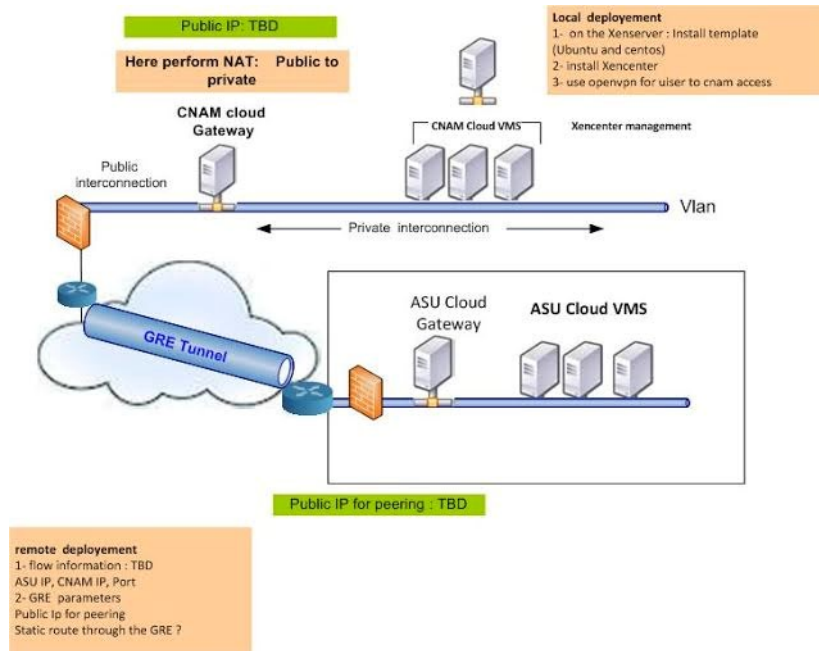 Public IP: TBD
Here perform NAT: Public to
private
Local deployement
1- on the Xenserver : Install template
(Ubuntu and centos)
2- install Xencenter
3- use openvpn for uiser to cnam access
CNAM cloud
Gateway
CNAM Cloud VMS
Xencenter management
Public
interconnection
Vlan
Private interconnection
GRE Tunnel
ASU Cloud
Gateway
ASU Cloud VMS
Public IP for peering : TBD
remote deployement
1- flow information : TBD
ASU IP, CNAM IP, Port
2- GRE parameters
Public Ip for peering
Static route through the GRE ?